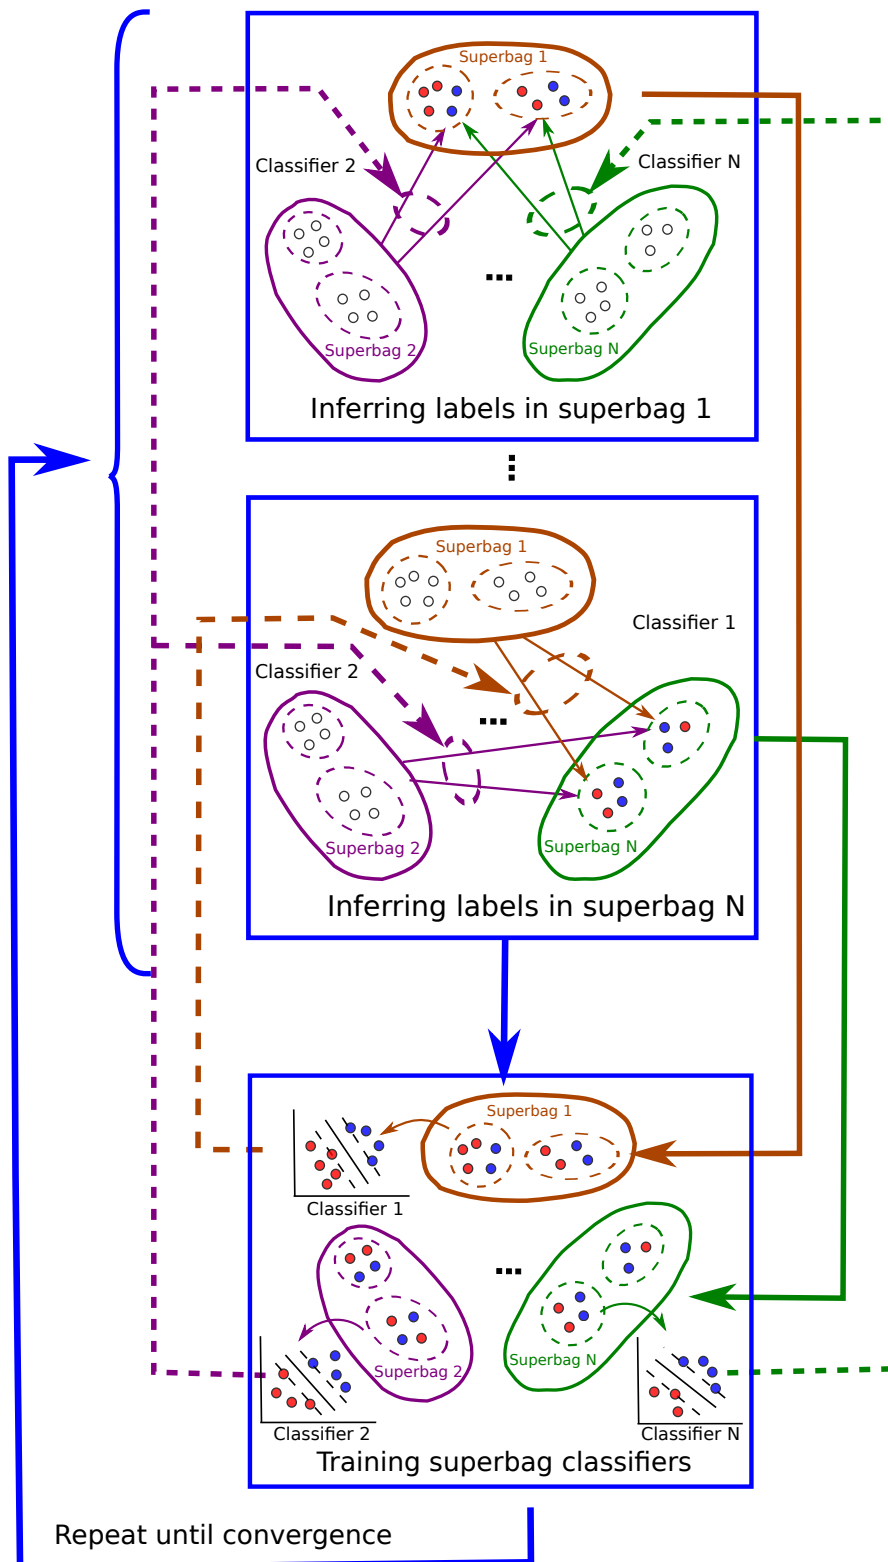 Superbag 1
Classifier 2
Classifier N
...
Superbag 2
Superbag N
Inferring labels in superbag 1
...
Superbag 1
Classifier 1
Classifier 2
...
Superbag 2
Superbag N
Inferring labels in superbag N
Superbag 1
Classifier 1
...
Superbag 2
Superbag N
Classifier 2
Classifier N
Training superbag classifiers
Repeat until convergence